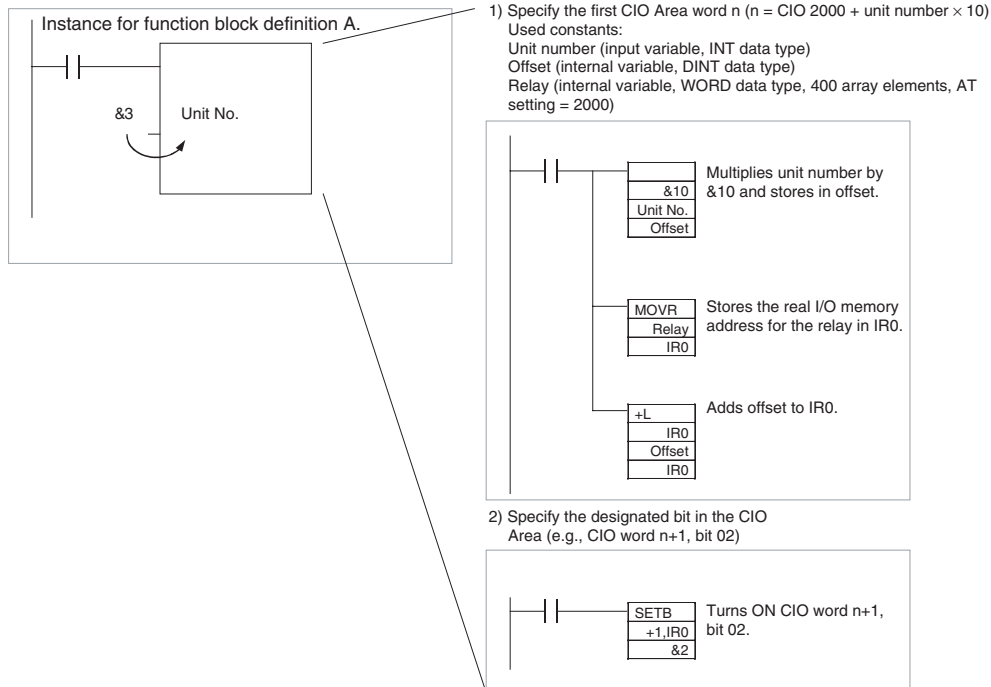 Instance for function block definition A.
&3
Unit No.
1) Specify the first CIO Area word n (n = CIO 2000 + unit number × 10)
Used constants:
Unit number (input variable, INT data type)
Offset (internal variable, DINT data type)
Relay (internal variable, WORD data type, 400 array elements, AT
setting = 2000)
&10
Unit No.
Offset
Multiplies unit number by
&10 and stores in offset.
MOVR
Relay
IR0
Stores the real I/O memory
address for the relay in IR0.
+L
IR0
Offset
IR0
Adds offset to IR0.
2) Specify the designated bit in the CIO
Area (e.g., CIO word n+1, bit 02)
SETB
+1,IR0
&2
Turns ON CIO word n+1,
bit 02.